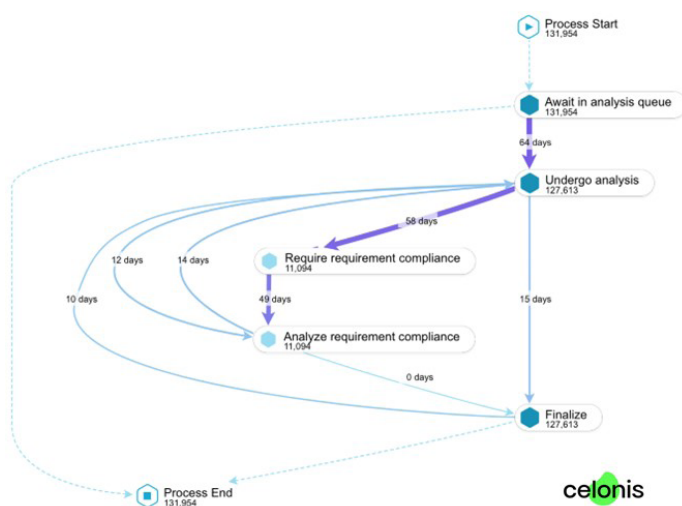 Process Start
131,954
Await in analysis queue
131,954
64 days
Undergo analysis
127,613
58 days
Require requirement compliance
11,094
12 days
14 days
10 days
49 days
15 days
Analyze requirement compliance
11,094
0 days
Finalize
127,613
Process End
131,954
celonis